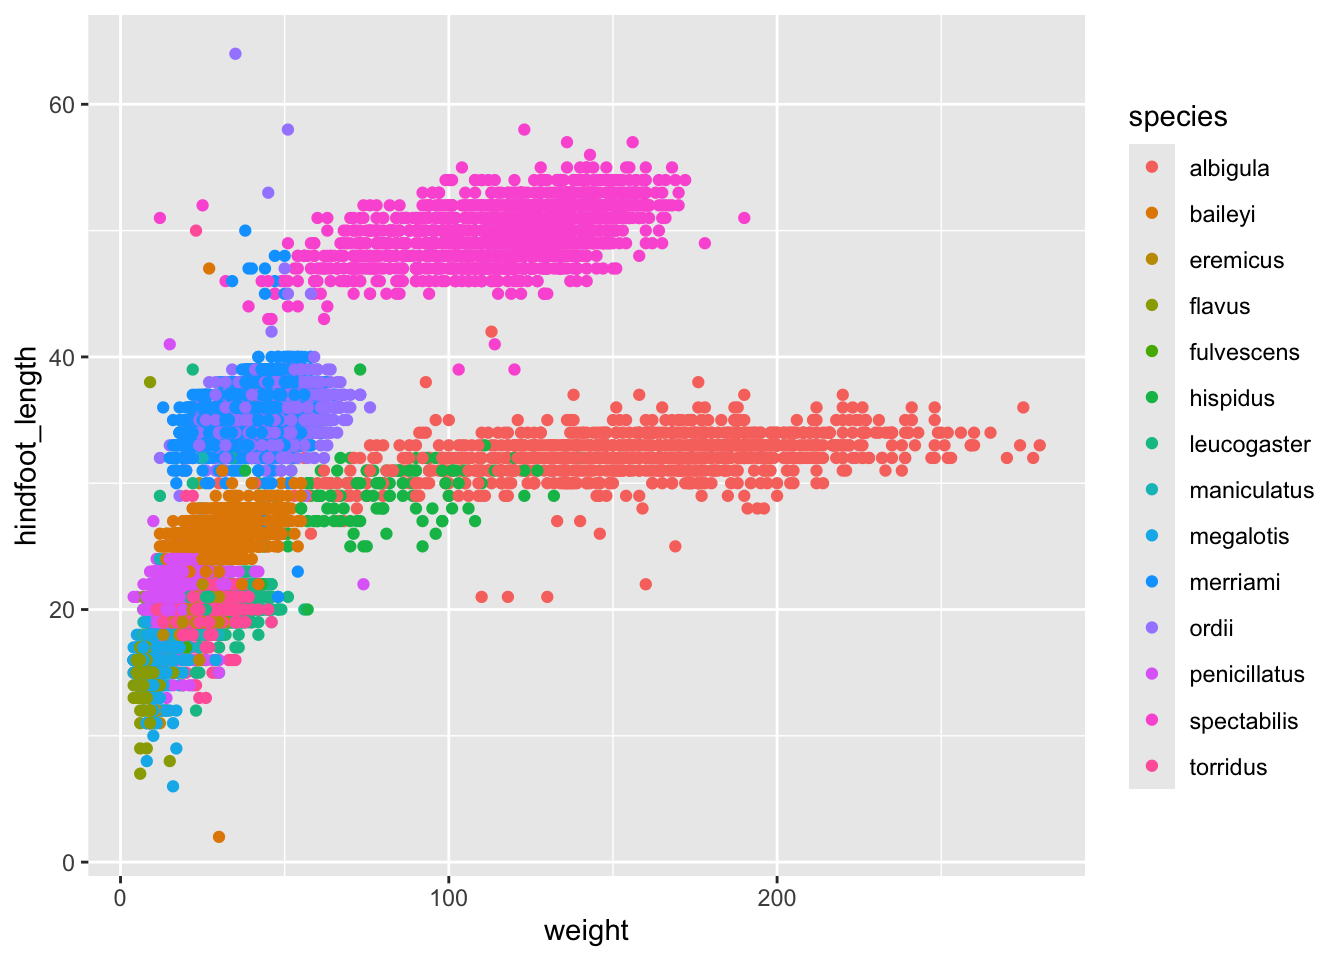 60
40
20
0
hindfoot_length
0 100 200
weight
species
albigula
baileyi
eremicus
flavus
fulvescens
hispidus
leucogaster
maniculatus
megalotis
merriami
ordii
penicillatus
spectabilis
torridus